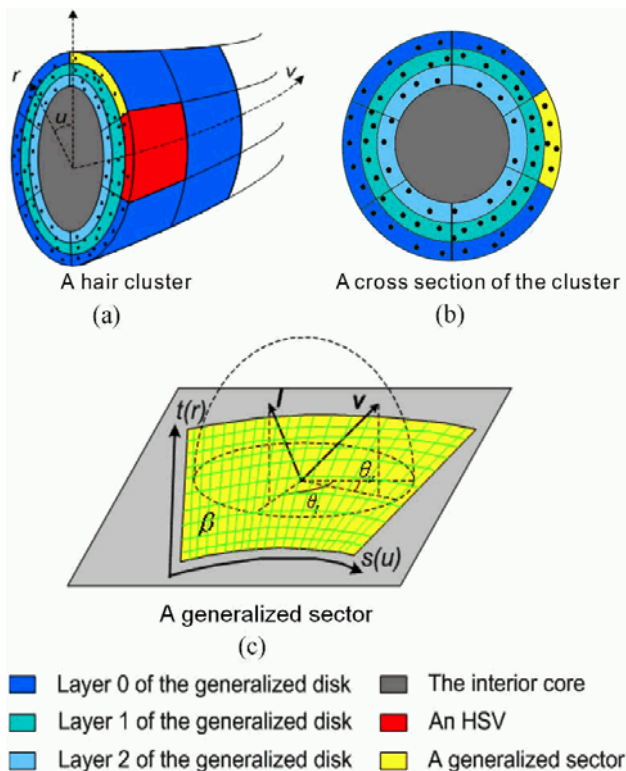 r
u
v
A hair cluster
(a)
A cross section of the cluster
(b)
t(r)
l
v
θ
θ
β
s(u)
A generalized sector
(c)
Layer 0 of the generalized disk
The interior core
Layer 1 of the generalized disk
An HSV
Layer 2 of the generalized disk
A generalized sector